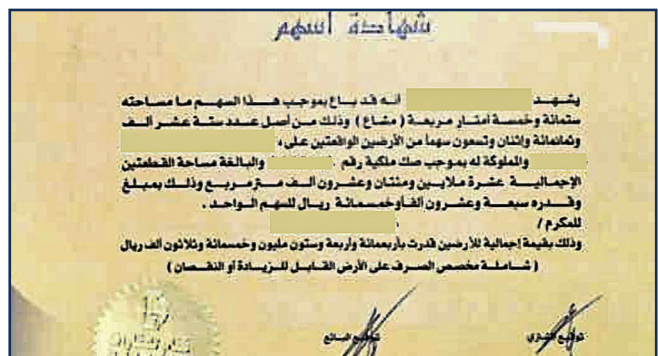 شهادة أسهم
يشهد أنه قد باع بموجب هذا السهم ما مساحته
ستمائة وخمسة أمتار مربعة ( مشاع ) وذلك من أصل عدد ستة عشر ألف
وثمانمائة وإثنان وتسعون سهماً من الأرضين الواقعتين على ،
والمملوكة له بموجب صك ملكية رقم والبالغة مساحة القطعتين
الإجمالية عشرة ملايين ومئتان وعشرون ألف متر مربع وذلك بمبلغ
وقدره سبعة وعشرون ألفاً وخمسمائة ريال للسهم الواحد .
للمكرم /
وذلك بقيمة إجمالية للأرضين قدرت بأربعمائة وأربعة وستون مليون وخمسمائة وثلاثون ألف ريال
( شاملة مخصص الصرف على الأرض القابل للزيادة أو النقصان )
توقيع المشتري توقيع البائع